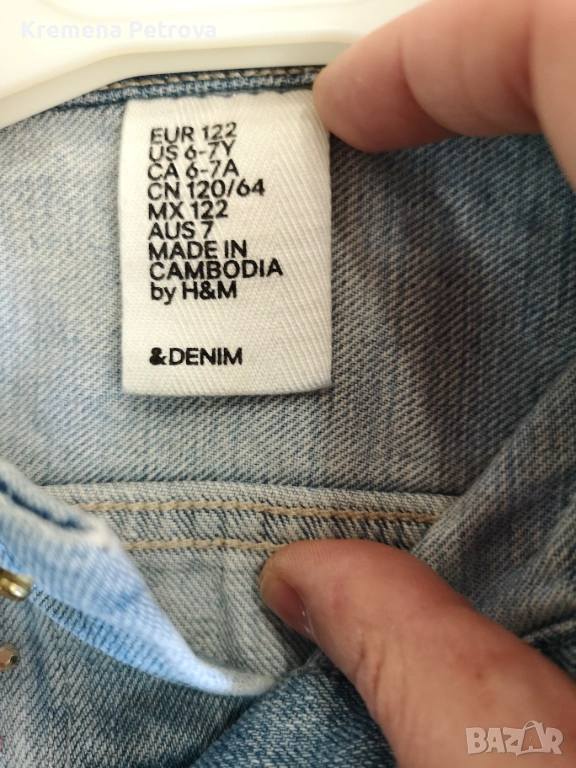 Kremena Petrova
EUR 122
US 6-7Y
CA 6-7A
CN 120/64
MX 122
AUS 7
MADE IN
CAMBODIA
by H&M
&DENIM
BAZAR